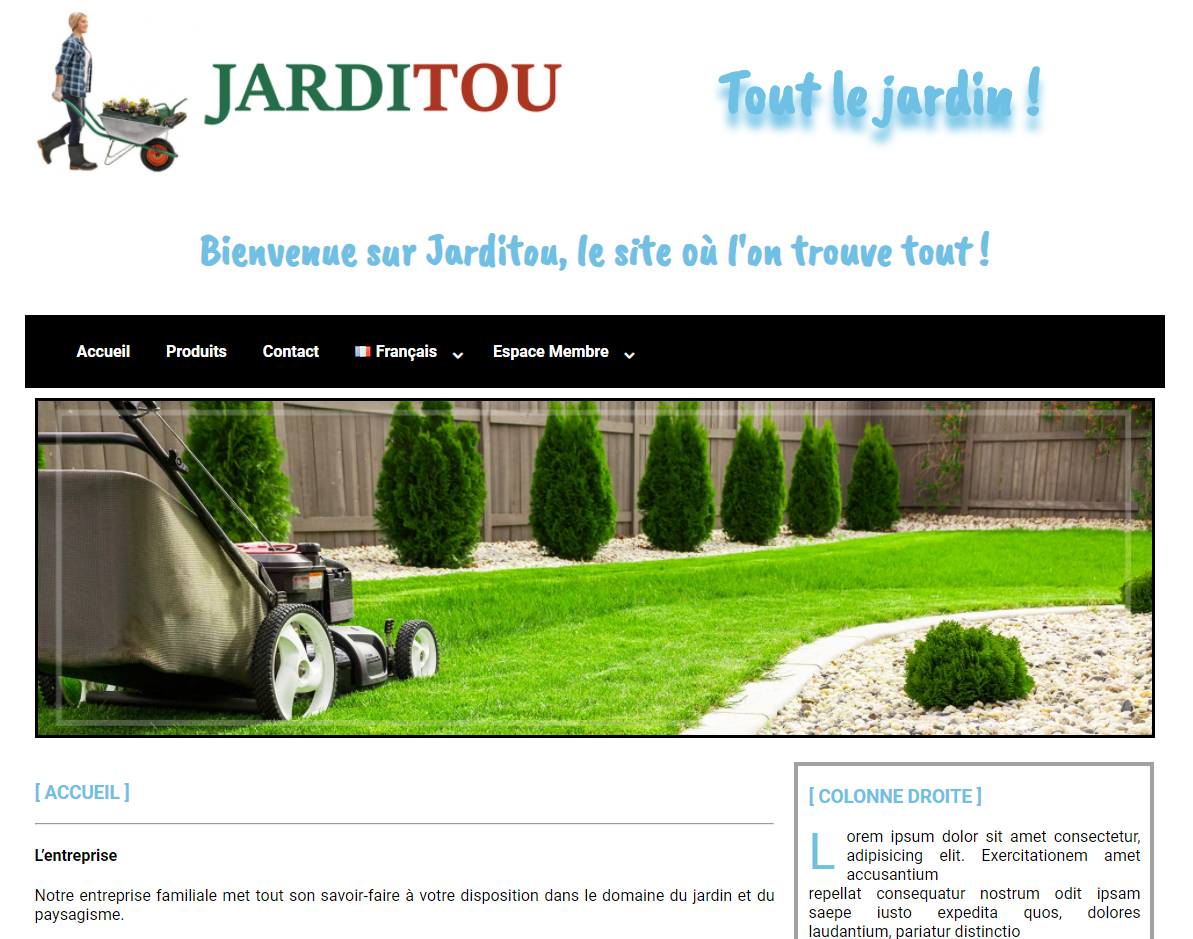 JARDITOU
Tout le jardin !
Bienvenue sur Jarditou, le site où l'on trouve tout !
Accueil Produits Contact Français Espace Membre
[ ACCUEIL ]
L'entreprise
Notre entreprise familiale met tout son savoir-faire à votre disposition dans le domaine du jardin et du
paysagisme.
[ COLONNE DROITE ]
Lorem ipsum dolor sit amet consectetur,
adipisicing elit. Exercitationem amet
accusantium
repellat consequatur nostrum odit ipsam
saepe iusto expedita quos, dolores
laudantium, pariatur distinctio